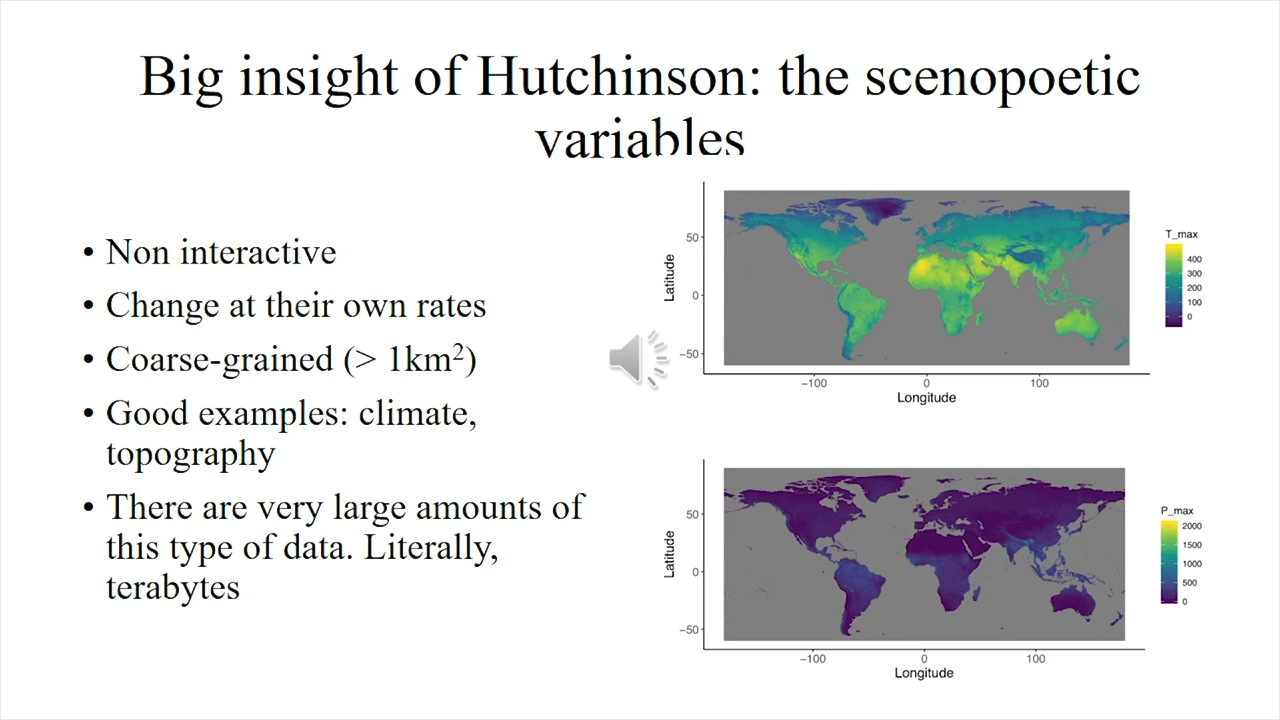 Big insight of Hutchinson: the scenopoetic
variables
• Non interactive
• Change at their own rates
• Coarse-grained (> 1km²)
• Good examples: climate,
topography
• There are very large amounts of
this type of data. Literally,
terabytes
Latitude
50
0
−50
−100
0
100
Longitude
T_max
400
300
200
100
0
Latitude
50
0
−50
−100
0
100
Longitude
P_max
2000
1500
1000
500
0